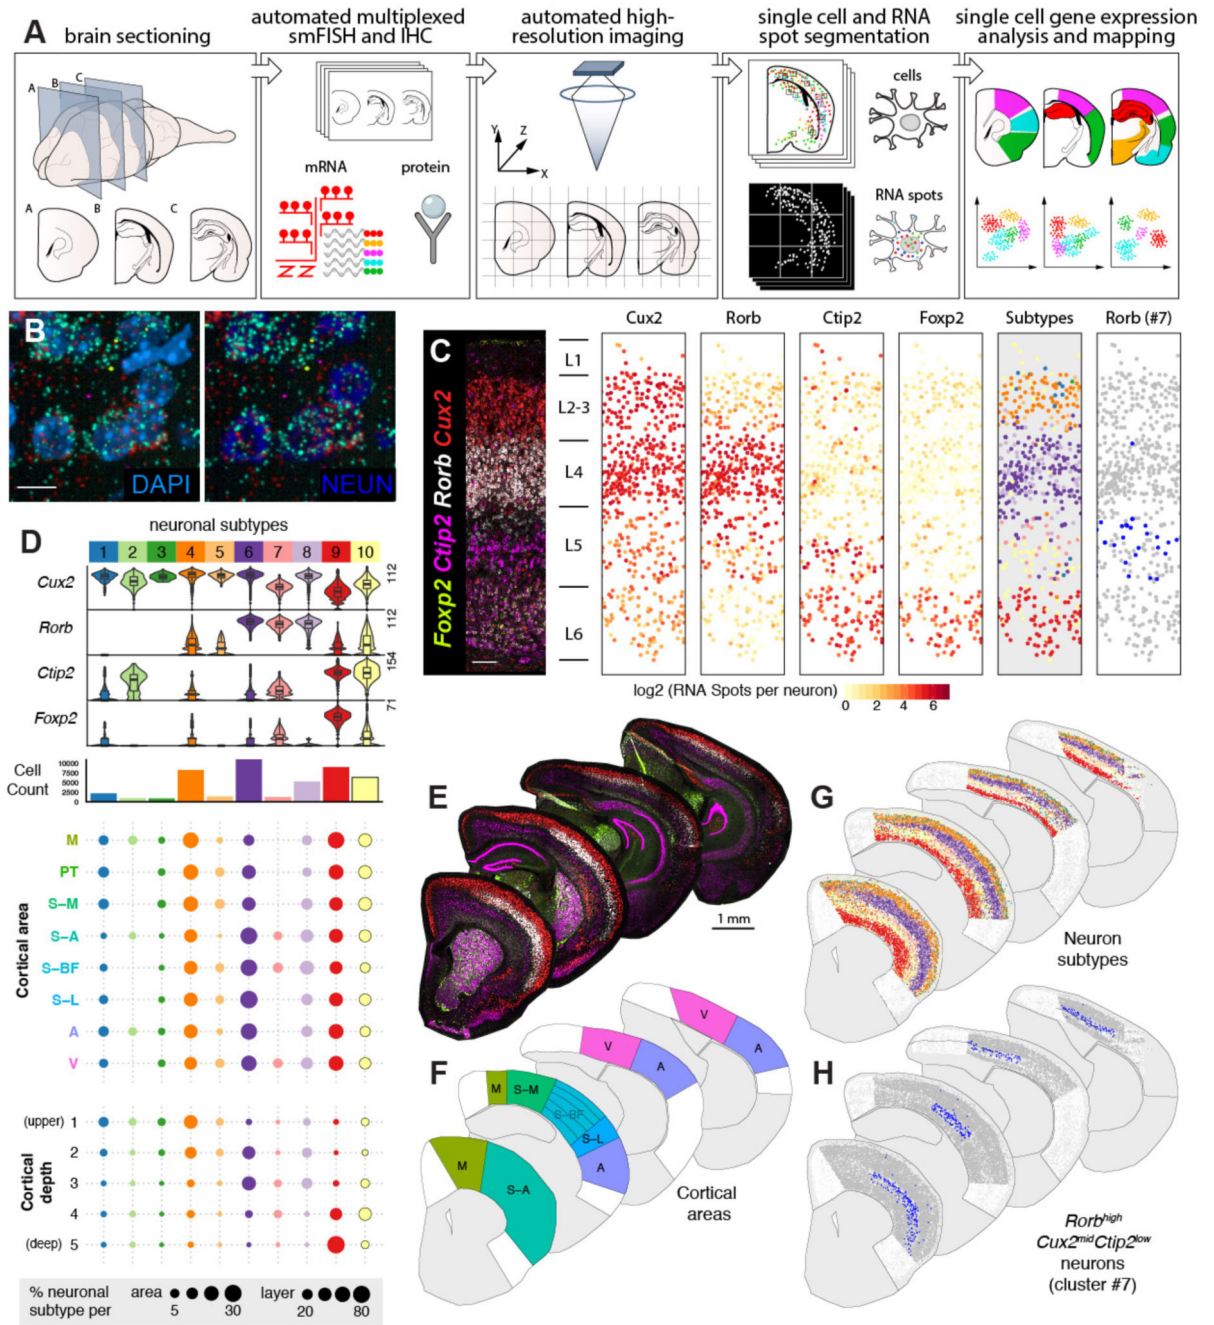 A
brain sectioning
automated multiplexed
smFISH and IHC
automated high-
resolution imaging
single cell and RNA
spot segmentation
single cell gene expression
analysis and mapping
A
B
C
A
B
C
mRNA
protein
Y
Z
X
cells
RNA spots
B
DAPI
NEUN
C
Foxp2 Ctip2 Rorb Cux2
Cux2
Rorb
Ctip2
Foxp2
Subtypes
Rorb (#7)
L1
L2-3
L4
L5
L6
log2 (RNA Spots per neuron)
0 2 4 6
D
neuronal subtypes
1 2 3 4 5 6 7 8 9 10
Cux2
112
Rorb
112
Ctip2
154
Foxp2
71
Cell
Count
10000
7500
5000
2500
0
Cortical area
M
PT
S–M
S–A
S–BF
S–L
A
V
Cortical
depth
(upper) 1
2
3
4
(deep) 5
% neuronal
subtype per
area
5 30
layer
20 80
E
1 mm
F
M
S–A
M
S–M
S–BF
S–L
A
V
A
V
A
Cortical
areas
G
Neuron
subtypes
H
Rorbhigh
Cux2midCtip2low
neurons
(cluster #7)